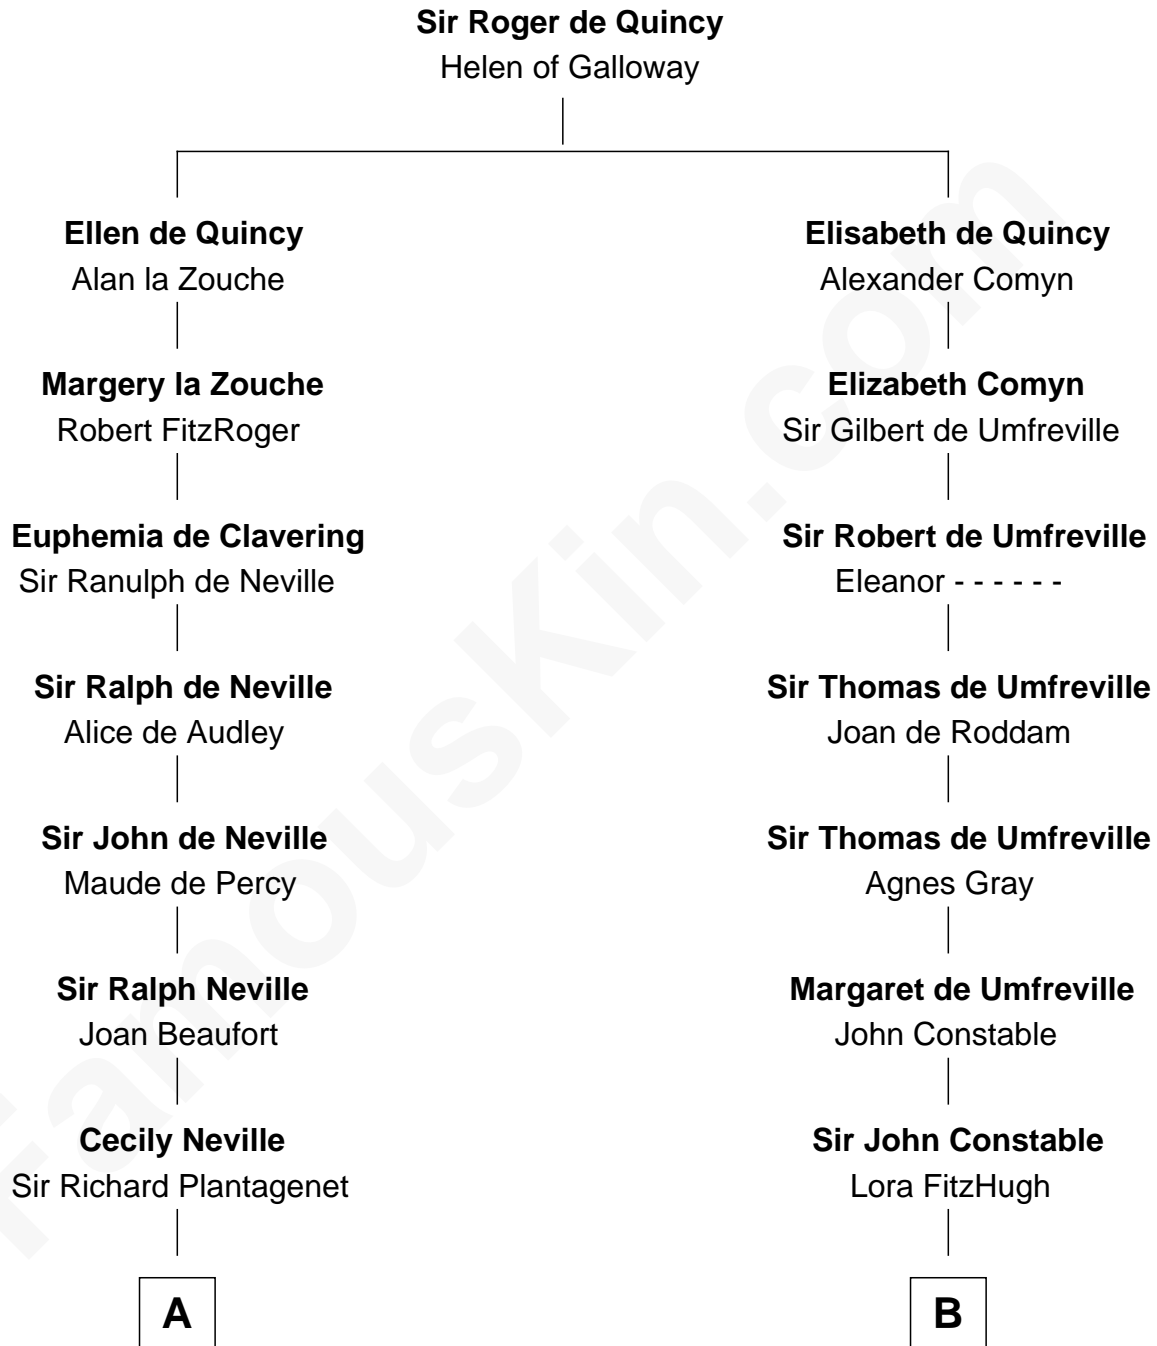 Sir Roger de Quincy
Helen of Galloway
Ellen de Quincy
Alan la Zouche
Elisabeth de Quincy
Alexander Comyn
Margery la Zouche
Robert FitzRoger
Elizabeth Comyn
Sir Gilbert de Umfreville
Euphemia de Clavering
Sir Ranulph de Neville
Sir Robert de Umfreville
Eleanor - - - - - -
Sir Ralph de Neville
Alice de Audley
Sir Thomas de Umfreville
Joan de Roddam
Sir John de Neville
Maude de Percy
Sir Thomas de Umfreville
Agnes Gray
Sir Ralph Neville
Joan Beaufort
Margaret de Umfreville
John Constable
Cecily Neville
Sir Richard Plantagenet
Sir John Constable
Lora FitzHugh
A
B
FamousKin.com